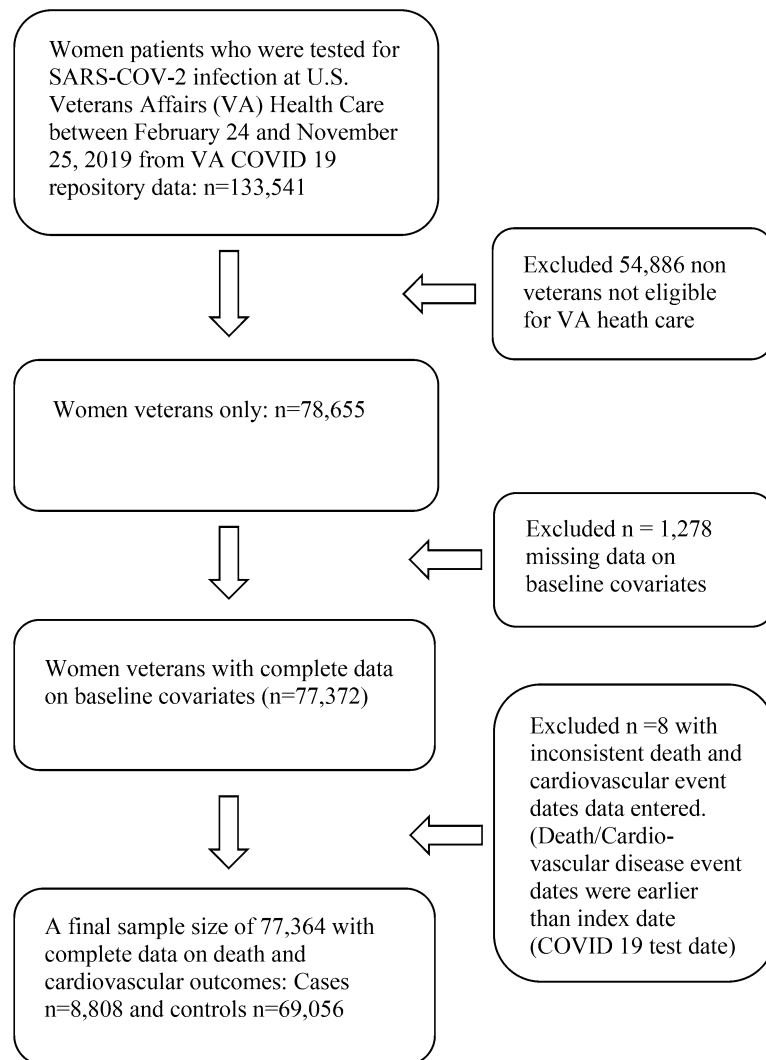 Women patients who were tested for
SARS-COV-2 infection at U.S.
Veterans Affairs (VA) Health Care
between February 24 and November
25, 2019 from VA COVID 19
repository data: n=133,541
Excluded 54,886 non
veterans not eligible
for VA heath care
Women veterans only: n=78,655
Excluded n = 1,278
missing data on
baseline covariates
Women veterans with complete data
on baseline covariates (n=77,372)
Excluded n =8 with
inconsistent death and
cardiovascular event
dates data entered.
(Death/Cardio-
vascular disease event
dates were earlier
than index date
(COVID 19 test date)
A final sample size of 77,364 with
complete data on death and
cardiovascular outcomes: Cases
n=8,808 and controls n=69,056